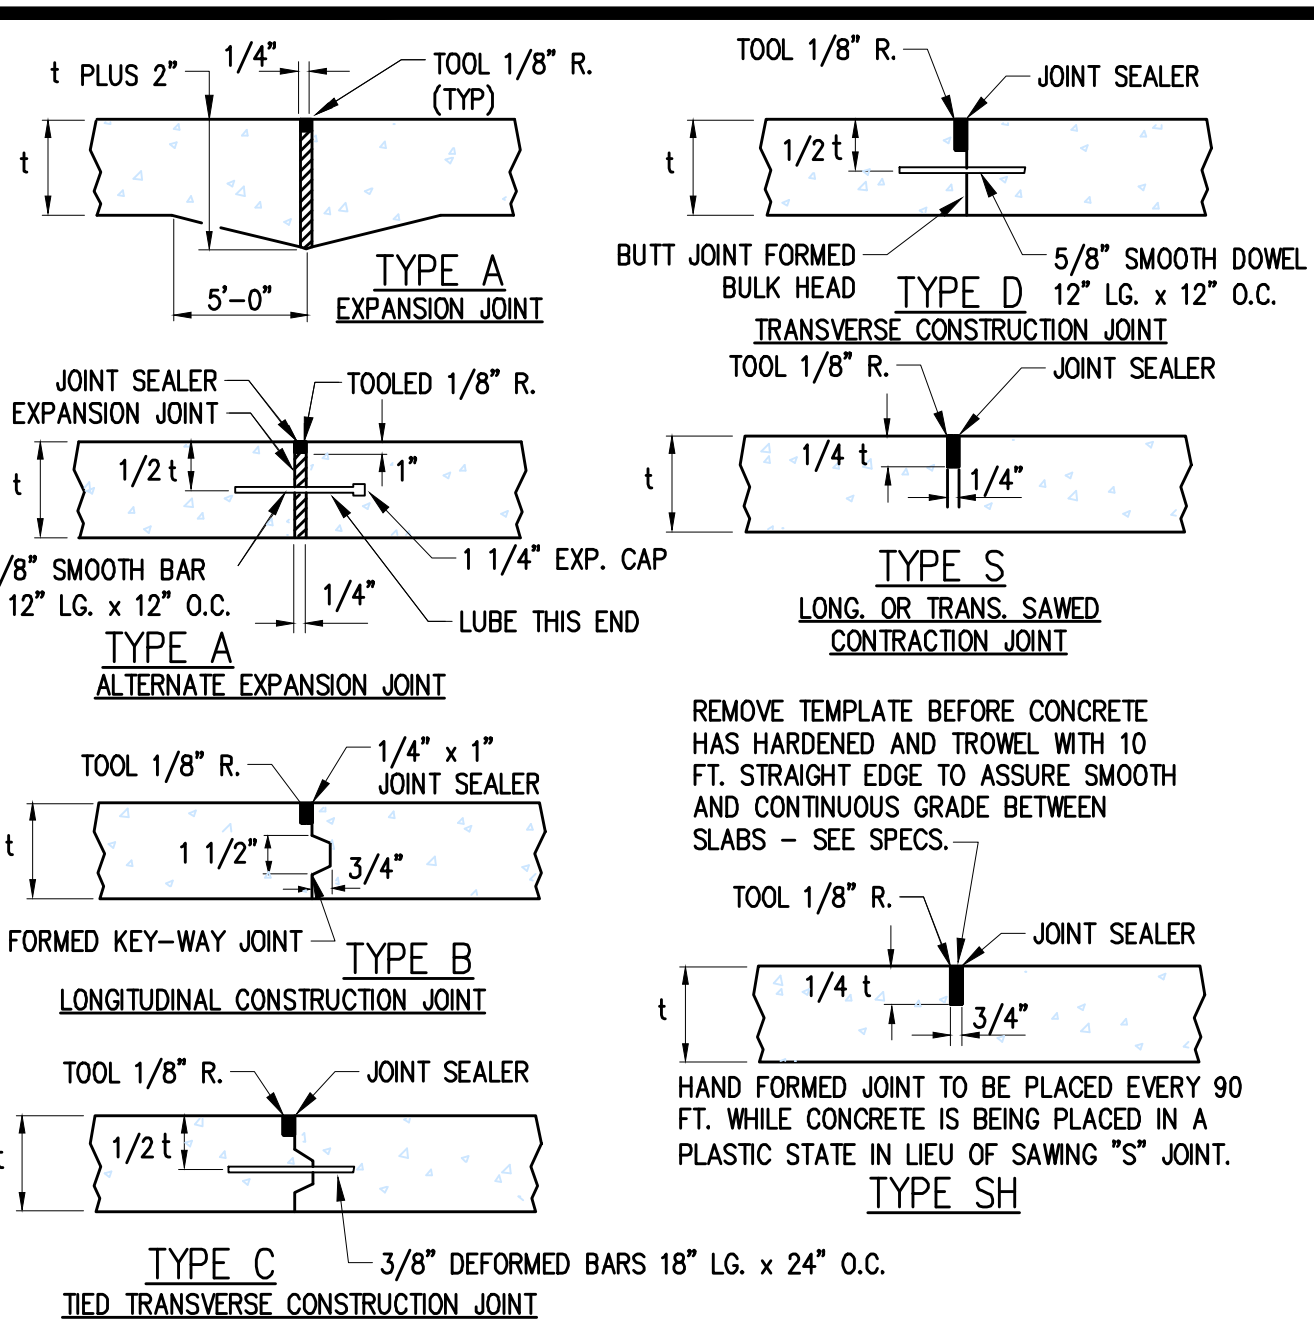 t PLUS 2"
1/4"
TOOL 1/8" R.
(TYP)
t
5'-0"
TYPE A
EXPANSION JOINT
TOOL 1/8" R.
JOINT SEALER
t
1/2 t
BUTT JOINT FORMED
BULK HEAD
5/8" SMOOTH DOWEL
12" LG. x 12" O.C.
TYPE D
TRANSVERSE CONSTRUCTION JOINT
JOINT SEALER
EXPANSION JOINT
TOOLED 1/8" R.
t
1/2 t
1"
/8" SMOOTH BAR
12" LG. x 12" O.C.
1/4"
1 1/4" EXP. CAP
LUBE THIS END
TYPE A
ALTERNATE EXPANSION JOINT
TOOL 1/8" R.
JOINT SEALER
t
1/4 t
1/4"
TYPE S
LONG. OR TRANS. SAWED
CONTRACTION JOINT
TOOL 1/8" R.
1/4" x 1"
JOINT SEALER
t
1 1/2"
3/4"
FORMED KEY-WAY JOINT
TYPE B
LONGITUDINAL CONSTRUCTION JOINT
REMOVE TEMPLATE BEFORE CONCRETE
HAS HARDENED AND TROWEL WITH 10
FT. STRAIGHT EDGE TO ASSURE SMOOTH
AND CONTINUOUS GRADE BETWEEN
SLABS - SEE SPECS.
TOOL 1/8" R.
JOINT SEALER
t
1/4 t
3/4"
HAND FORMED JOINT TO BE PLACED EVERY 90
FT. WHILE CONCRETE IS BEING PLACED IN A
PLASTIC STATE IN LIEU OF SAWING "S" JOINT.
TYPE SH
TOOL 1/8" R.
JOINT SEALER
t
1/2 t
3/8" DEFORMED BARS 18" LG. x 24" O.C.
TYPE C
TIED TRANSVERSE CONSTRUCTION JOINT